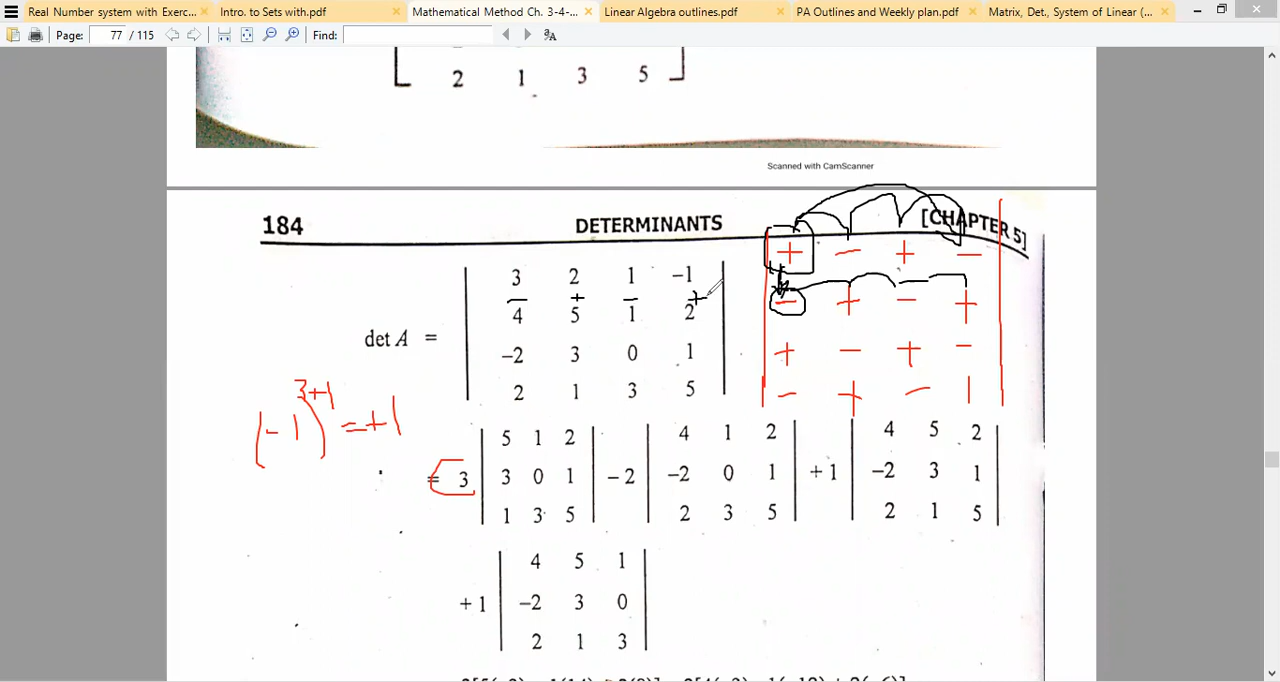 Real Number system with Exerc...
Intro. to Sets with.pdf
Mathematical Method Ch. 3-4-...
Linear Algebra outlines.pdf
PA Outlines and Weekly plan.pdf
Matrix, Det., System of Linear (...
Page: 77 / 115
Find:
2 1 3 5
Scanned with CamScanner
184 DETERMINANTS [CHAPTER 5]
+ − + −
− + − +
+ − + −
− + −
3 2 1 −1
− + − +
4 5 1 2
det A =
−2 3 0 1
2 1 3 5
(-1)^3+1 = +1
5 1 2
4 1 2
4 5 2
= 3
3 0 1
− 2
−2 0 1
+ 1
−2 3 1
1 3 5
2 3 5
2 1 5
4 5 1
+ 1
−2 3 0
2 1 3